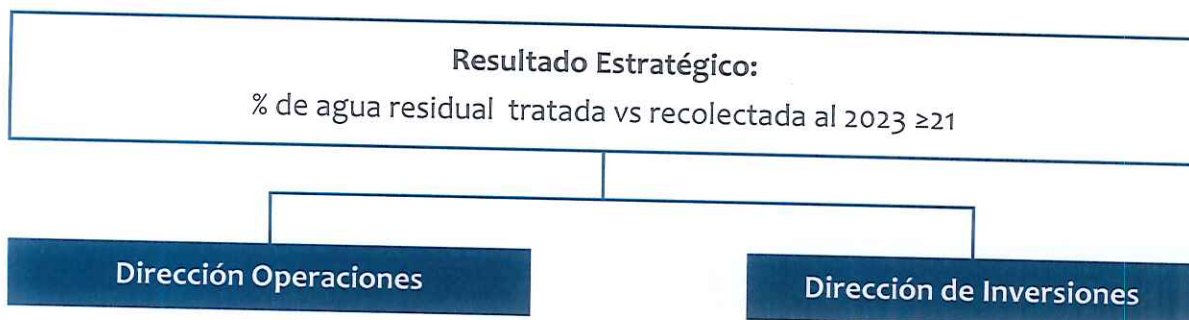 Resultado Estratégico:
% de agua residual tratada vs recolectada al 2023 ≥21
Dirección Operaciones
Dirección de Inversiones